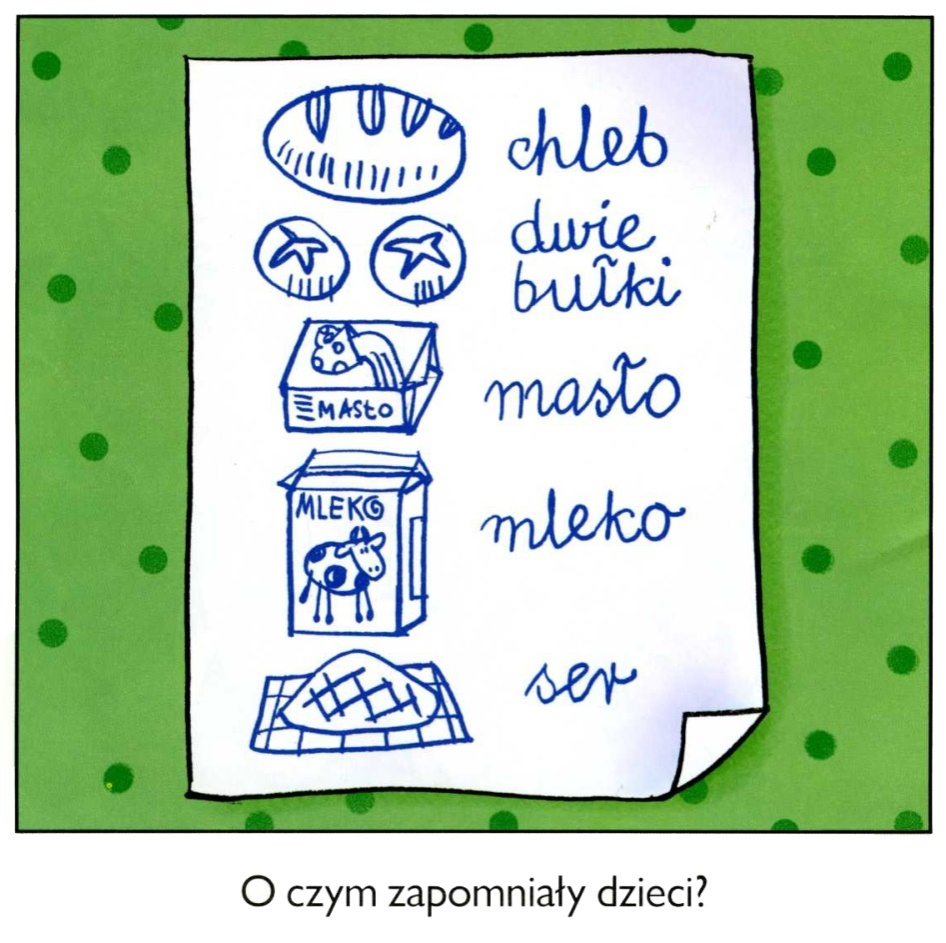 chleb
dwie
bułki
MASŁO
masło
MLEKO
mleko
ser
O czym zapomniały dzieci?